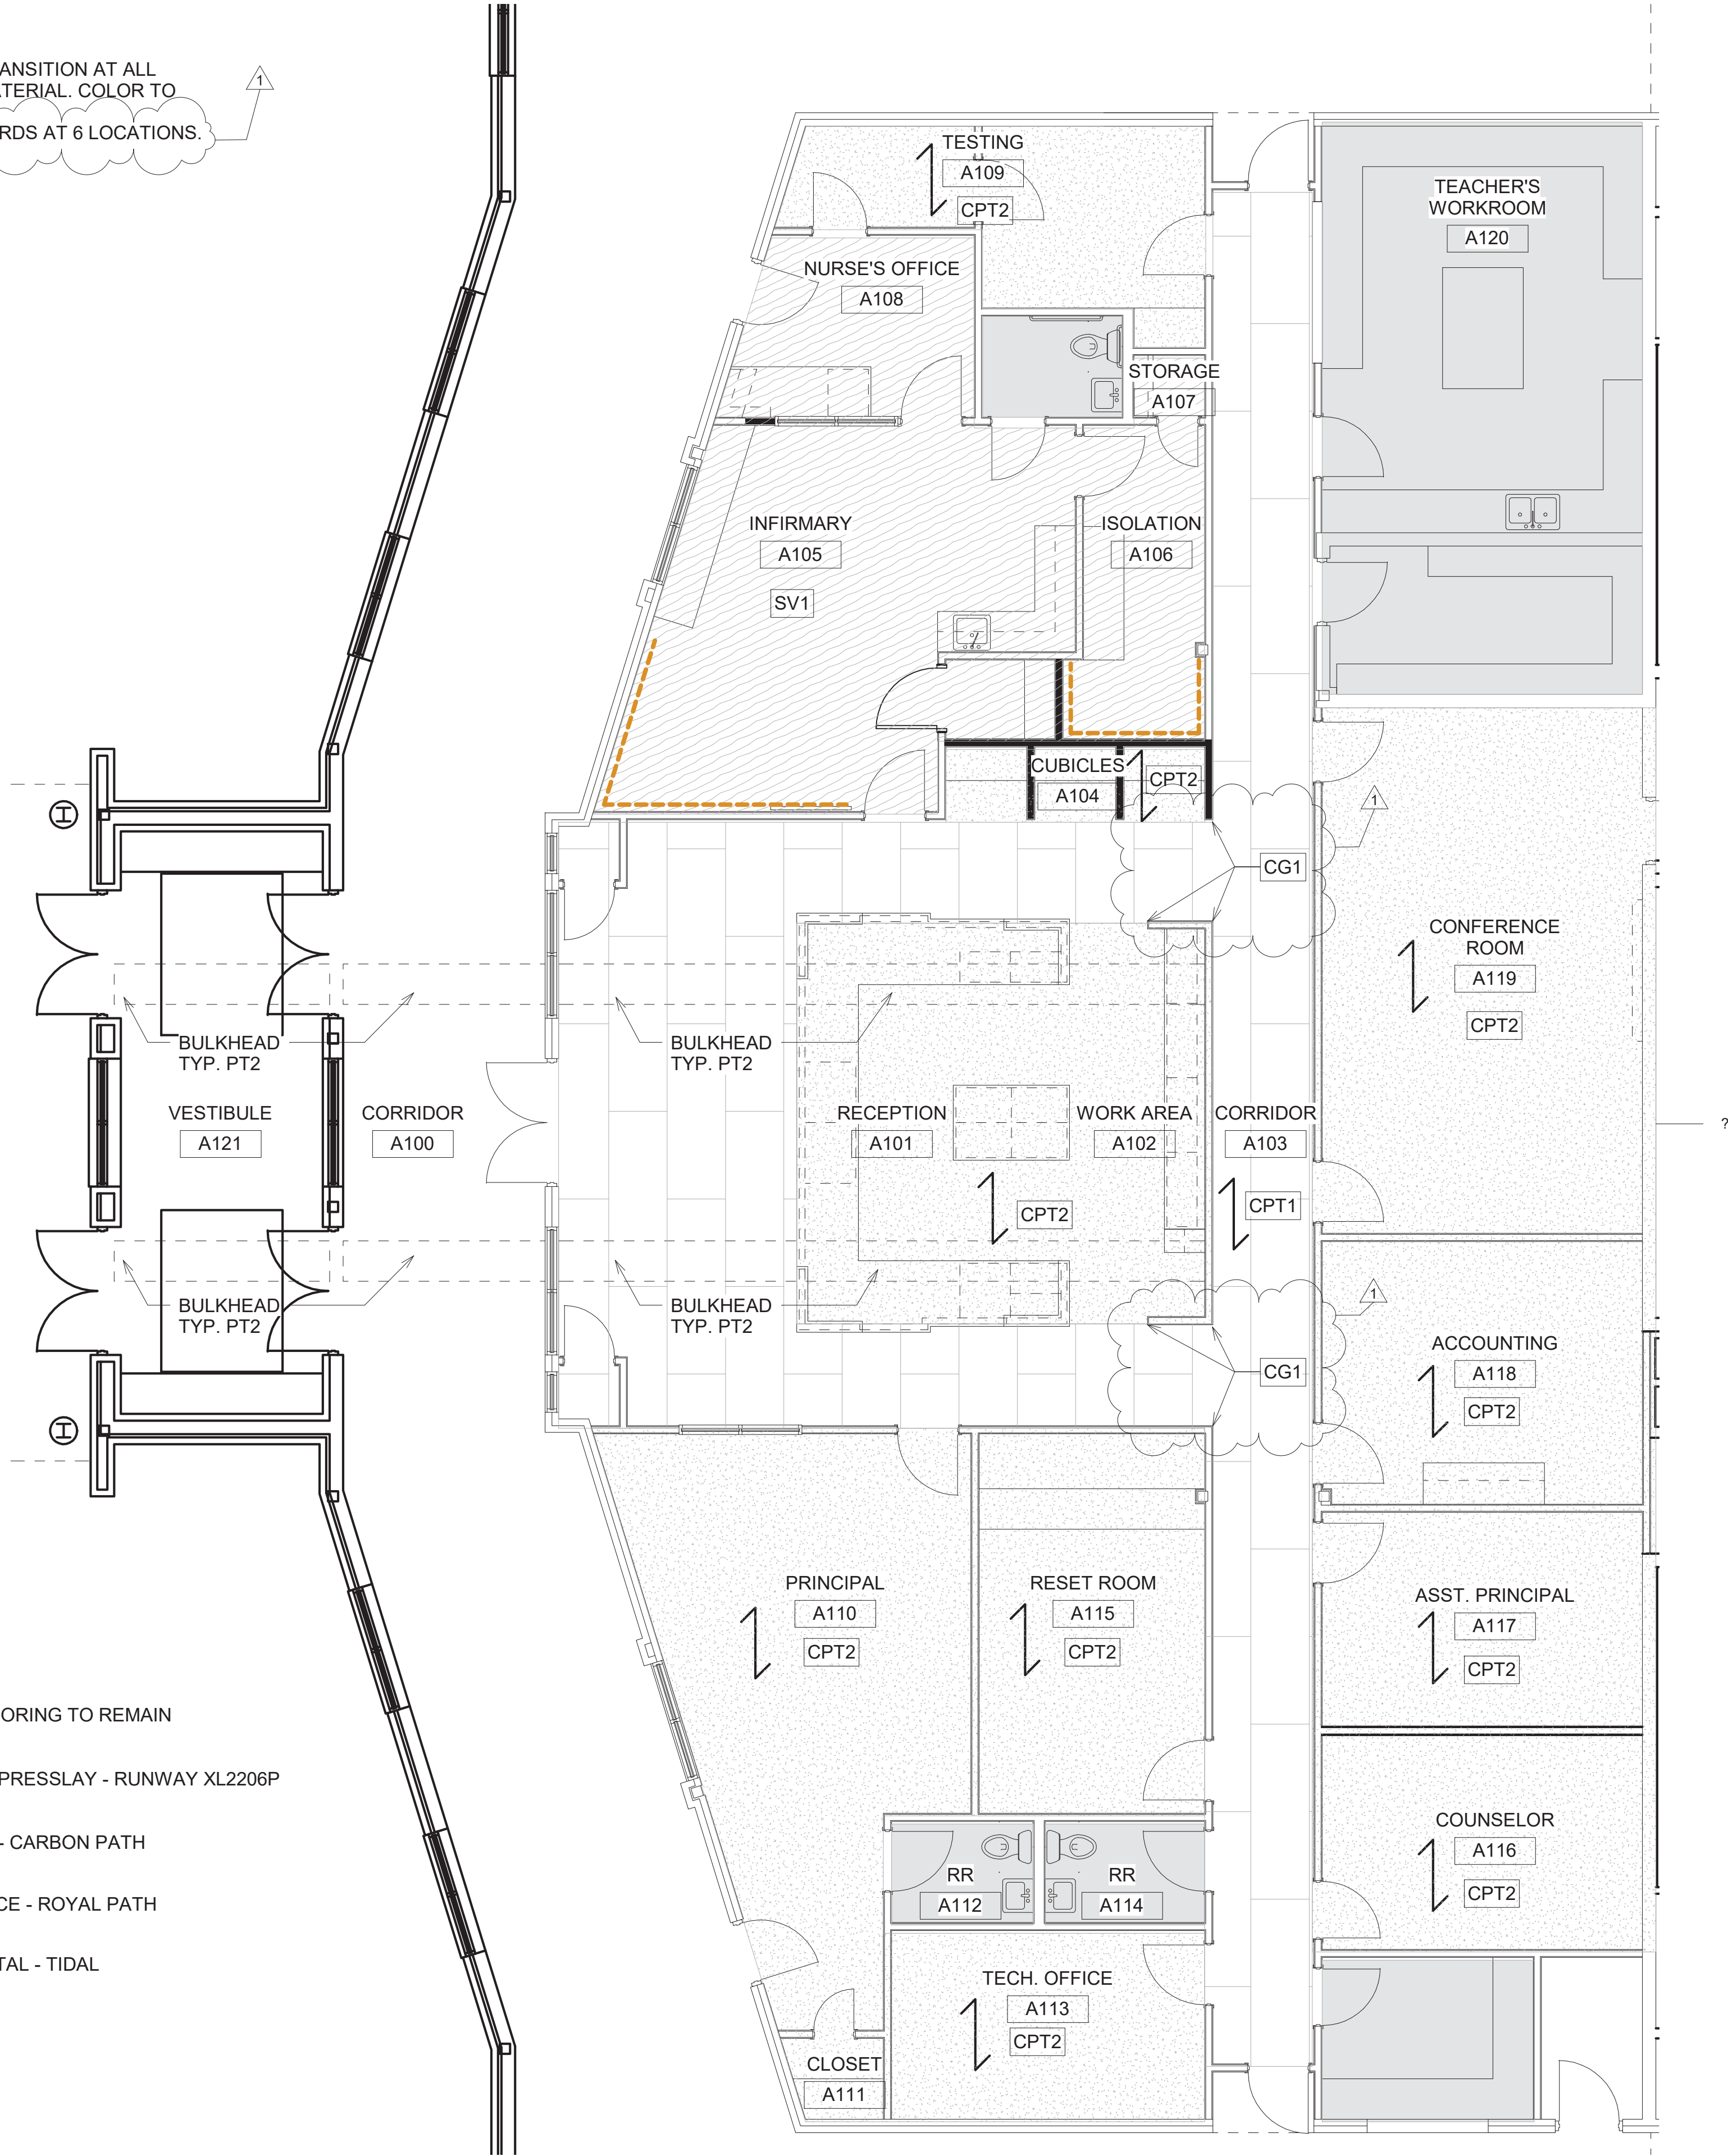 ANSITION AT ALL
ATERIAL. COLOR TO
RDS AT 6 LOCATIONS.
1
TESTING
A109
CPT2
TEACHER'S
WORKROOM
A120
NURSE'S OFFICE
A108
STORAGE
A107
INFIRMARY
A105
SV1
ISOLATION
A106
CUBICLES
A104
CPT2
1
CG1
CONFERENCE
ROOM
A119
CPT2
BULKHEAD
TYP. PT2
BULKHEAD
TYP. PT2
VESTIBULE
A121
CORRIDOR
A100
RECEPTION
A101
WORK AREA
A102
CORRIDOR
A103
?
CPT2
CPT1
BULKHEAD
TYP. PT2
BULKHEAD
TYP. PT2
1
CG1
ACCOUNTING
A118
CPT2
PRINCIPAL
A110
CPT2
RESET ROOM
A115
CPT2
ASST. PRINCIPAL
A117
CPT2
ORING TO REMAIN
PRESSLAY - RUNWAY XL2206P
- CARBON PATH
CE - ROYAL PATH
TAL - TIDAL
RR
A112
RR
A114
COUNSELOR
A116
CPT2
TECH. OFFICE
A113
CPT2
CLOSET
A111